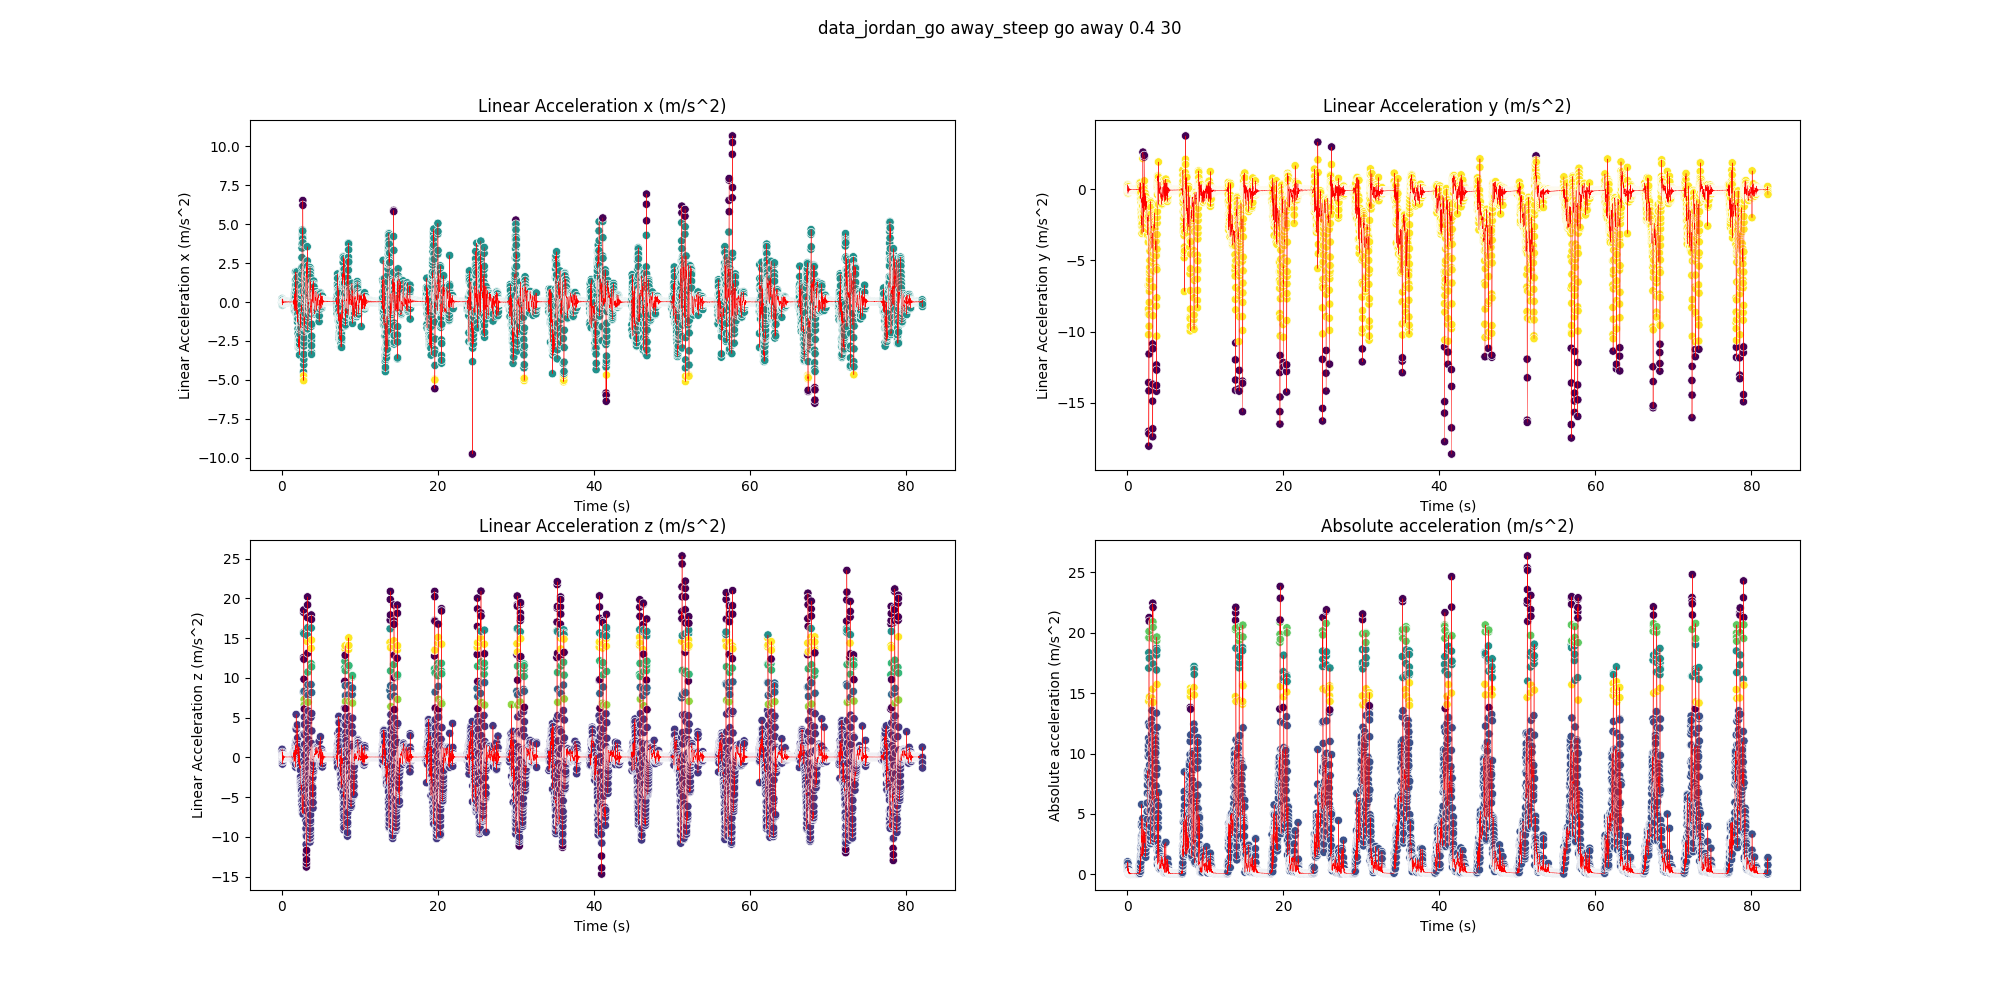 data_jordan_go away_steep go away 0.4 30
Linear Acceleration x (m/s^2)
Linear Acceleration x (m/s^2)
10.0
7.5
5.0
2.5
0.0
−2.5
−5.0
−7.5
−10.0
0 20 40 60 80
Time (s)
Linear Acceleration y (m/s^2)
Linear Acceleration y (m/s^2)
0
−5
−10
−15
0 20 40 60 80
Time (s)
Linear Acceleration z (m/s^2)
Linear Acceleration z (m/s^2)
25
20
15
10
5
0
−5
−10
−15
0 20 40 60 80
Time (s)
Absolute acceleration (m/s^2)
Absolute acceleration (m/s^2)
25
20
15
10
5
0
0 20 40 60 80
Time (s)